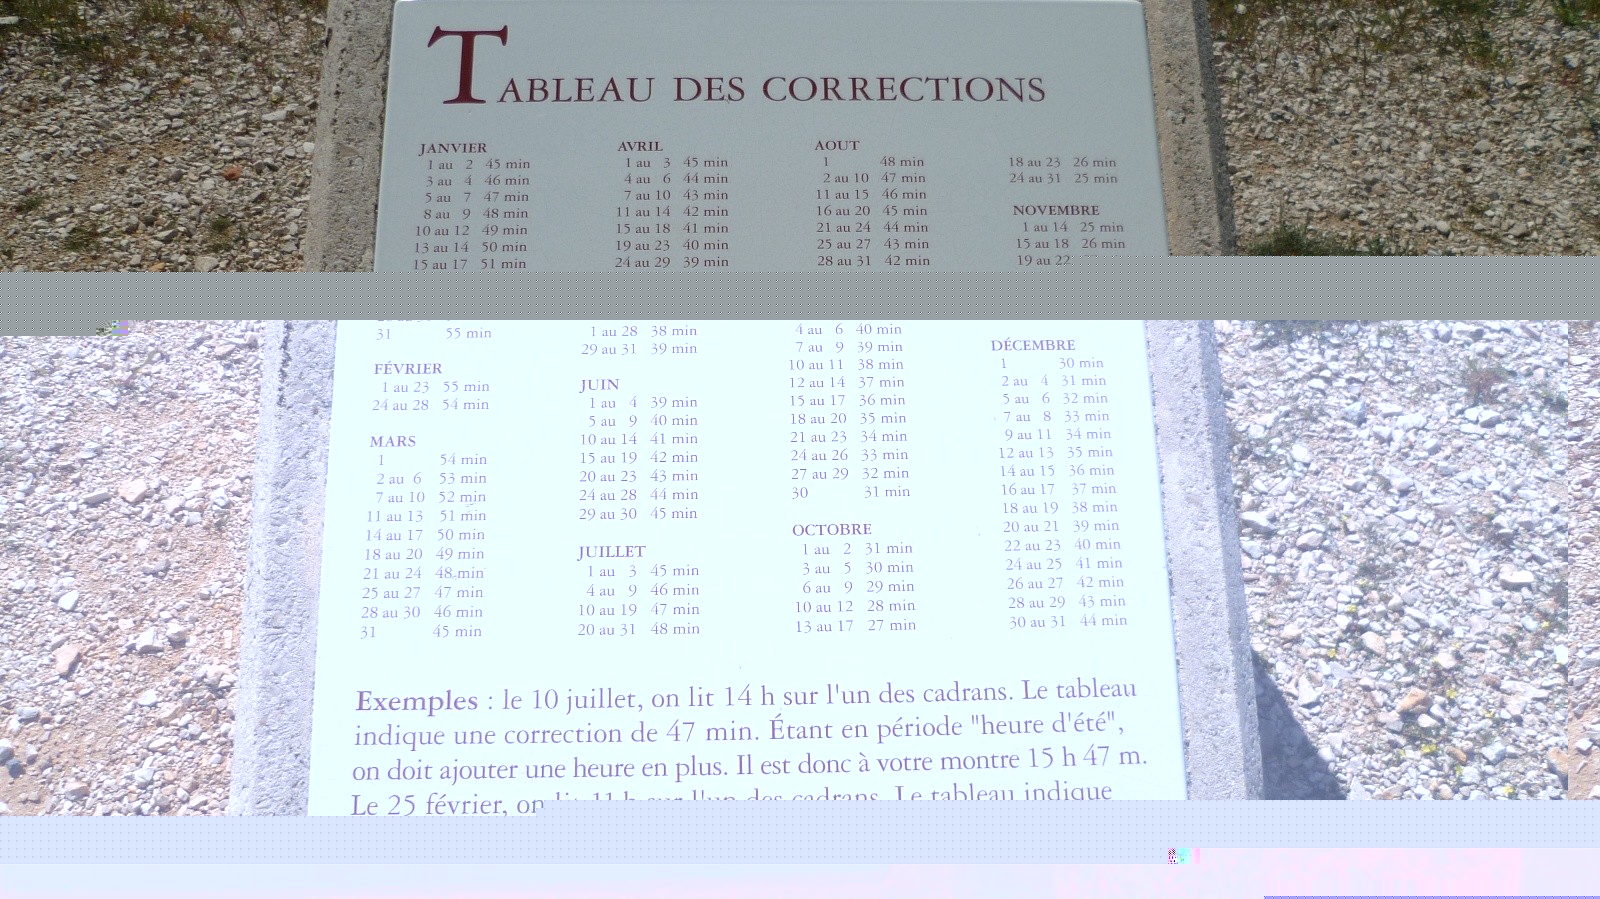 TABLEAU DES CORRECTIONS
JANVIER
1 au 2 45 min
3 au 4 46 min
5 au 7 47 min
8 au 9 48 min
10 au 12 49 min
13 au 14 50 min
15 au 17 51 min
31 55 min
FÉVRIER
1 au 23 55 min
24 au 28 54 min
MARS
1 54 min
2 au 6 53 min
7 au 10 52 min
11 au 13 51 min
14 au 17 50 min
18 au 20 49 min
21 au 24 48 min
25 au 27 47 min
28 au 30 46 min
31 45 min
AVRIL
1 au 3 45 min
4 au 6 44 min
7 au 10 43 min
11 au 14 42 min
15 au 18 41 min
19 au 23 40 min
24 au 29 39 min
1 au 28 38 min
29 au 31 39 min
JUIN
1 au 4 39 min
5 au 9 40 min
10 au 14 41 min
15 au 19 42 min
20 au 23 43 min
24 au 28 44 min
29 au 30 45 min
JUILLET
1 au 3 45 min
4 au 9 46 min
10 au 19 47 min
20 au 31 48 min
AOUT
1 48 min
2 au 10 47 min
11 au 15 46 min
16 au 20 45 min
21 au 24 44 min
25 au 27 43 min
28 au 31 42 min
4 au 6 40 min
7 au 9 39 min
10 au 11 38 min
12 au 14 37 min
15 au 17 36 min
18 au 20 35 min
21 au 23 34 min
24 au 26 33 min
27 au 29 32 min
30 31 min
OCTOBRE
1 au 2 31 min
3 au 5 30 min
6 au 9 29 min
10 au 12 28 min
13 au 17 27 min
18 au 23 26 min
24 au 31 25 min
NOVEMBRE
1 au 14 25 min
15 au 18 26 min
19 au 22
DÉCEMBRE
1 30 min
2 au 4 31 min
5 au 6 32 min
7 au 8 33 min
9 au 11 34 min
12 au 13 35 min
14 au 15 36 min
16 au 17 37 min
18 au 19 38 min
20 au 21 39 min
22 au 23 40 min
24 au 25 41 min
26 au 27 42 min
28 au 29 43 min
30 au 31 44 min
Exemples : le 10 juillet, on lit 14 h sur l'un des cadrans. Le tableau
indique une correction de 47 min. Étant en période "heure d'été",
on doit ajouter une heure en plus. Il est donc à votre montre 15 h 47 m.
Le 25 février, on lit 11 h sur l'un des cadrans. Le tableau indique